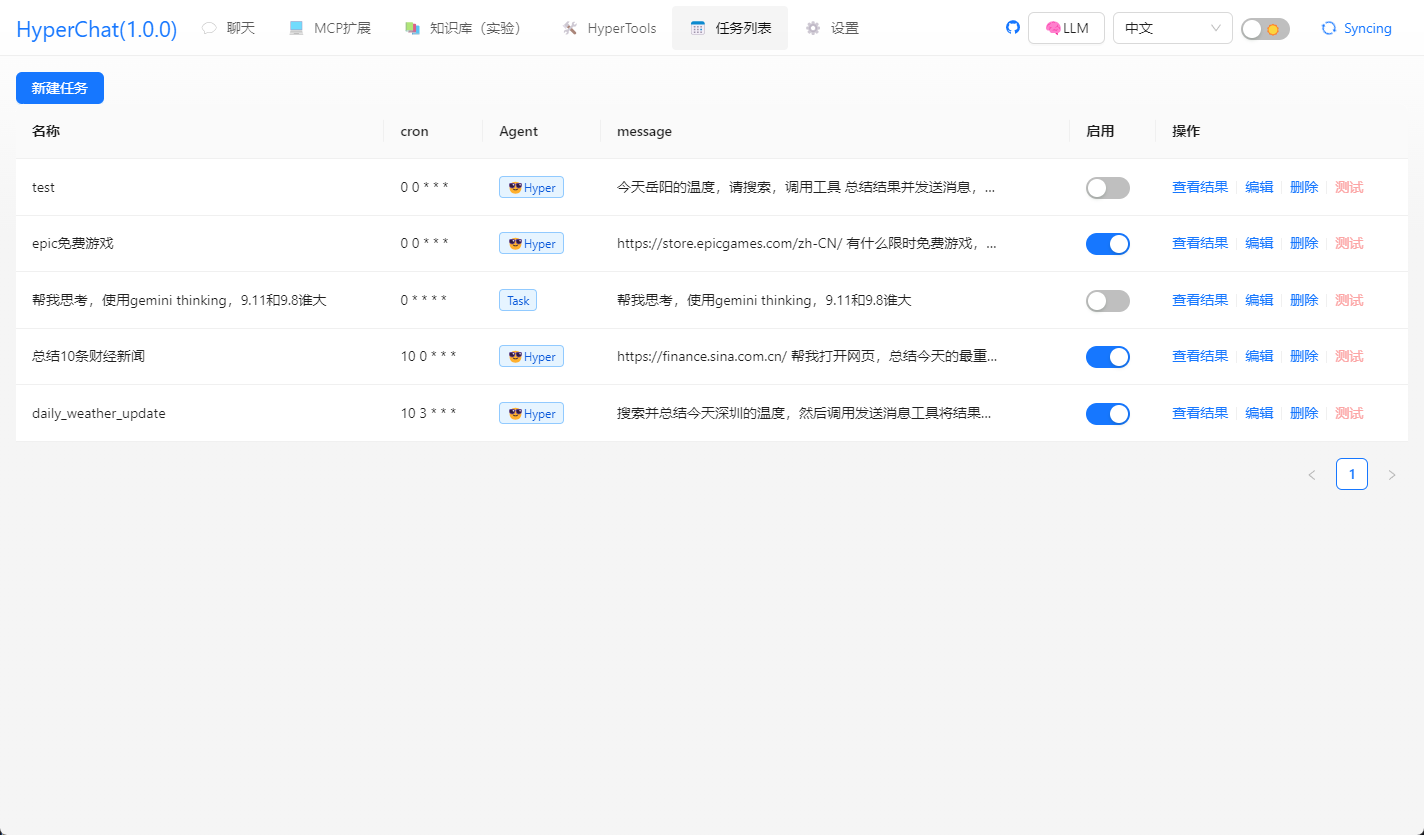 HyperChat(1.0.0) 聊天 MCP扩展 知识库（实验） HyperTools 任务列表 设置 LLM 中文 Syncing
新建任务
名称 cron Agent message 启用 操作
test 0 0 * * * 😎Hyper 今天岳阳的温度，请搜索，调用工具 总结结果并发送消息，... 查看结果 编辑 删除 测试
epic免费游戏 0 0 * * * 😎Hyper https://store.epicgames.com/zh-CN/ 有什么限时免费游戏，... 查看结果 编辑 删除 测试
帮我思考，使用gemini thinking，9.11和9.8谁大 0 * * * * Task 帮我思考，使用gemini thinking，9.11和9.8谁大 查看结果 编辑 删除 测试
总结10条财经新闻 10 0 * * * 😎Hyper https://finance.sina.com.cn/ 帮我打开网页，总结今天的最重... 查看结果 编辑 删除 测试
daily_weather_update 10 3 * * * 😎Hyper 搜索并总结今天深圳的温度，然后调用发送消息工具将结果... 查看结果 编辑 删除 测试
< 1 >